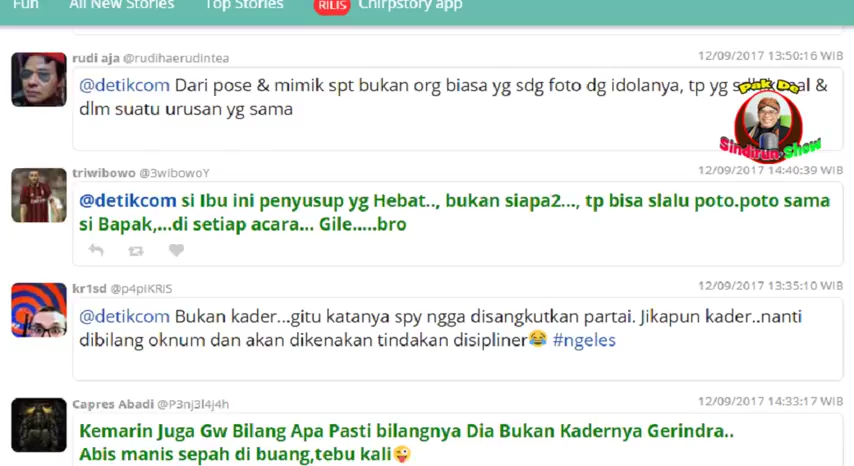 Fun All New Stories Top Stories RILIS Chirpstory app
rudi aja @rudihaerudintea 12/09/2017 13:50:16 WIB
@detikcom Dari pose & mimik spt bukan org biasa yg sdg foto dg idolanya, tp yg &
dlm suatu urusan yg sama
Pak De
Sindirun Show
triwibowo @3wibowoY 12/09/2017 14:40:39 WIB
@detikcom si Ibu ini penyusup yg Hebat.., bukan siapa2..., tp bisa slalu poto.poto sama
si Bapak,...di setiap acara... Gile.....bro
kr1sd @p4pIKRiS 12/09/2017 13:35:10 WIB
@detikcom Bukan kader...gitu katanya spy ngga disangkutkan partai. Jikapun kader..nanti
dibilang oknum dan akan dikenakan tindakan disipliner😂 #ngeles
Capres Abadi @P3nj3l4j4h 12/09/2017 14:33:17 WIB
Kemarin Juga Gw Bilang Apa Pasti bilangnya Dia Bukan Kadernya Gerindra..
Abis manis sepah di buang,tebu kali😜